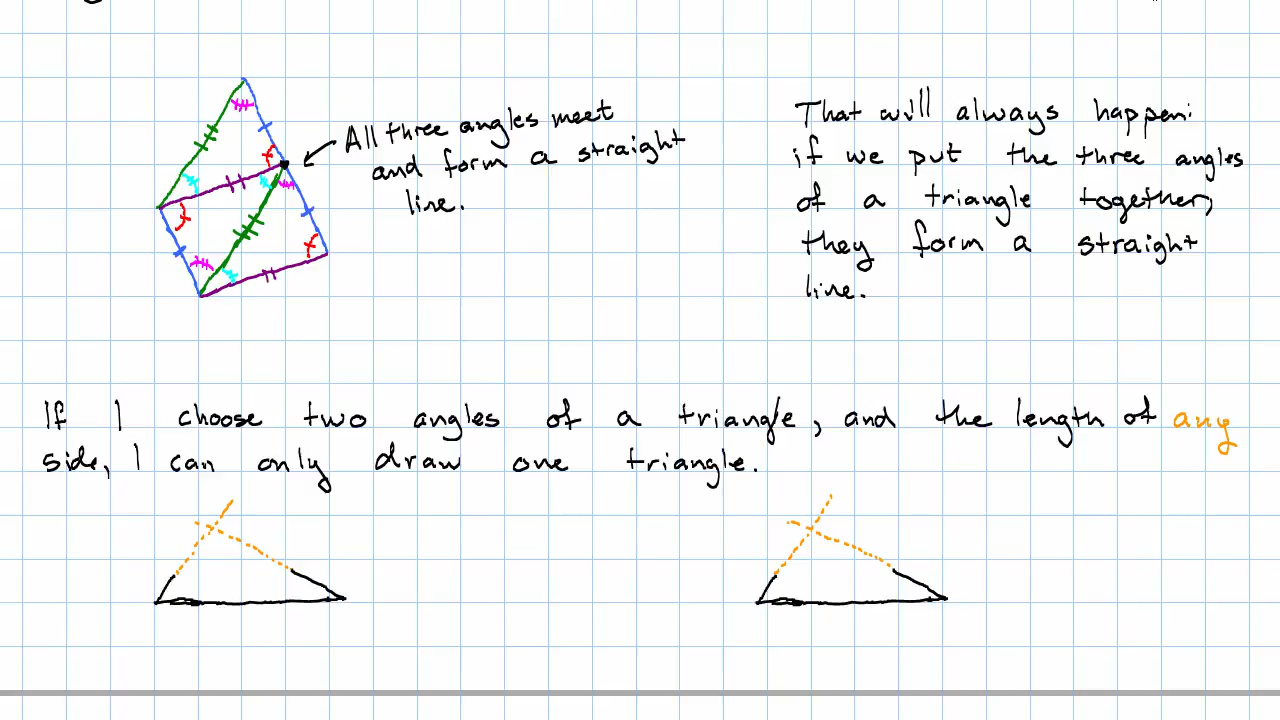 All three angles meet
and form a straight
line.
That will always happen:
if we put the three angles
of a triangle together,
they form a straight
line.
If I choose two angles of a triangle, and the length of any
side, I can only draw one triangle.